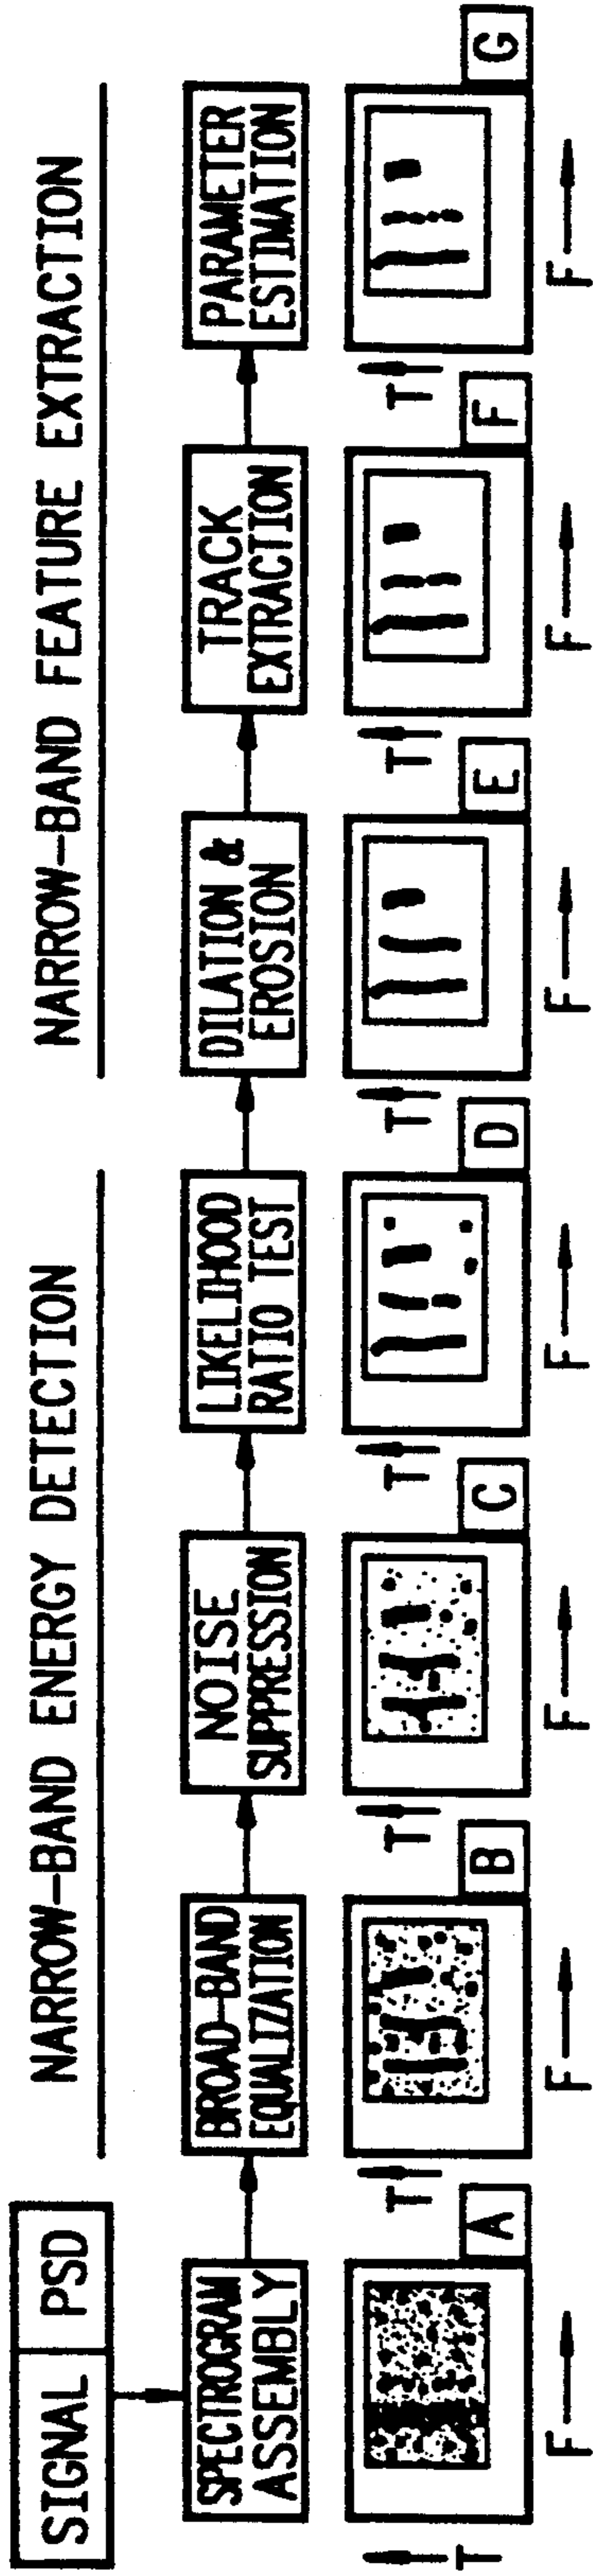 NARROW-BAND ENERGY DETECTION
NARROW-BAND FEATURE EXTRACTION
SIGNAL
PSD
SPECTROGRAM
ASSEMBLY
BROAD-BAND
EQUALIZATION
NOISE
SUPPRESSION
LIKELIHOOD
RATIO TEST
DILATION &
EROSION
TRACK
EXTRACTION
PARAMETER
ESTIMATION
T
F
A
T
F
B
T
F
C
T
F
D
T
F
E
T
F
F
T
F
G